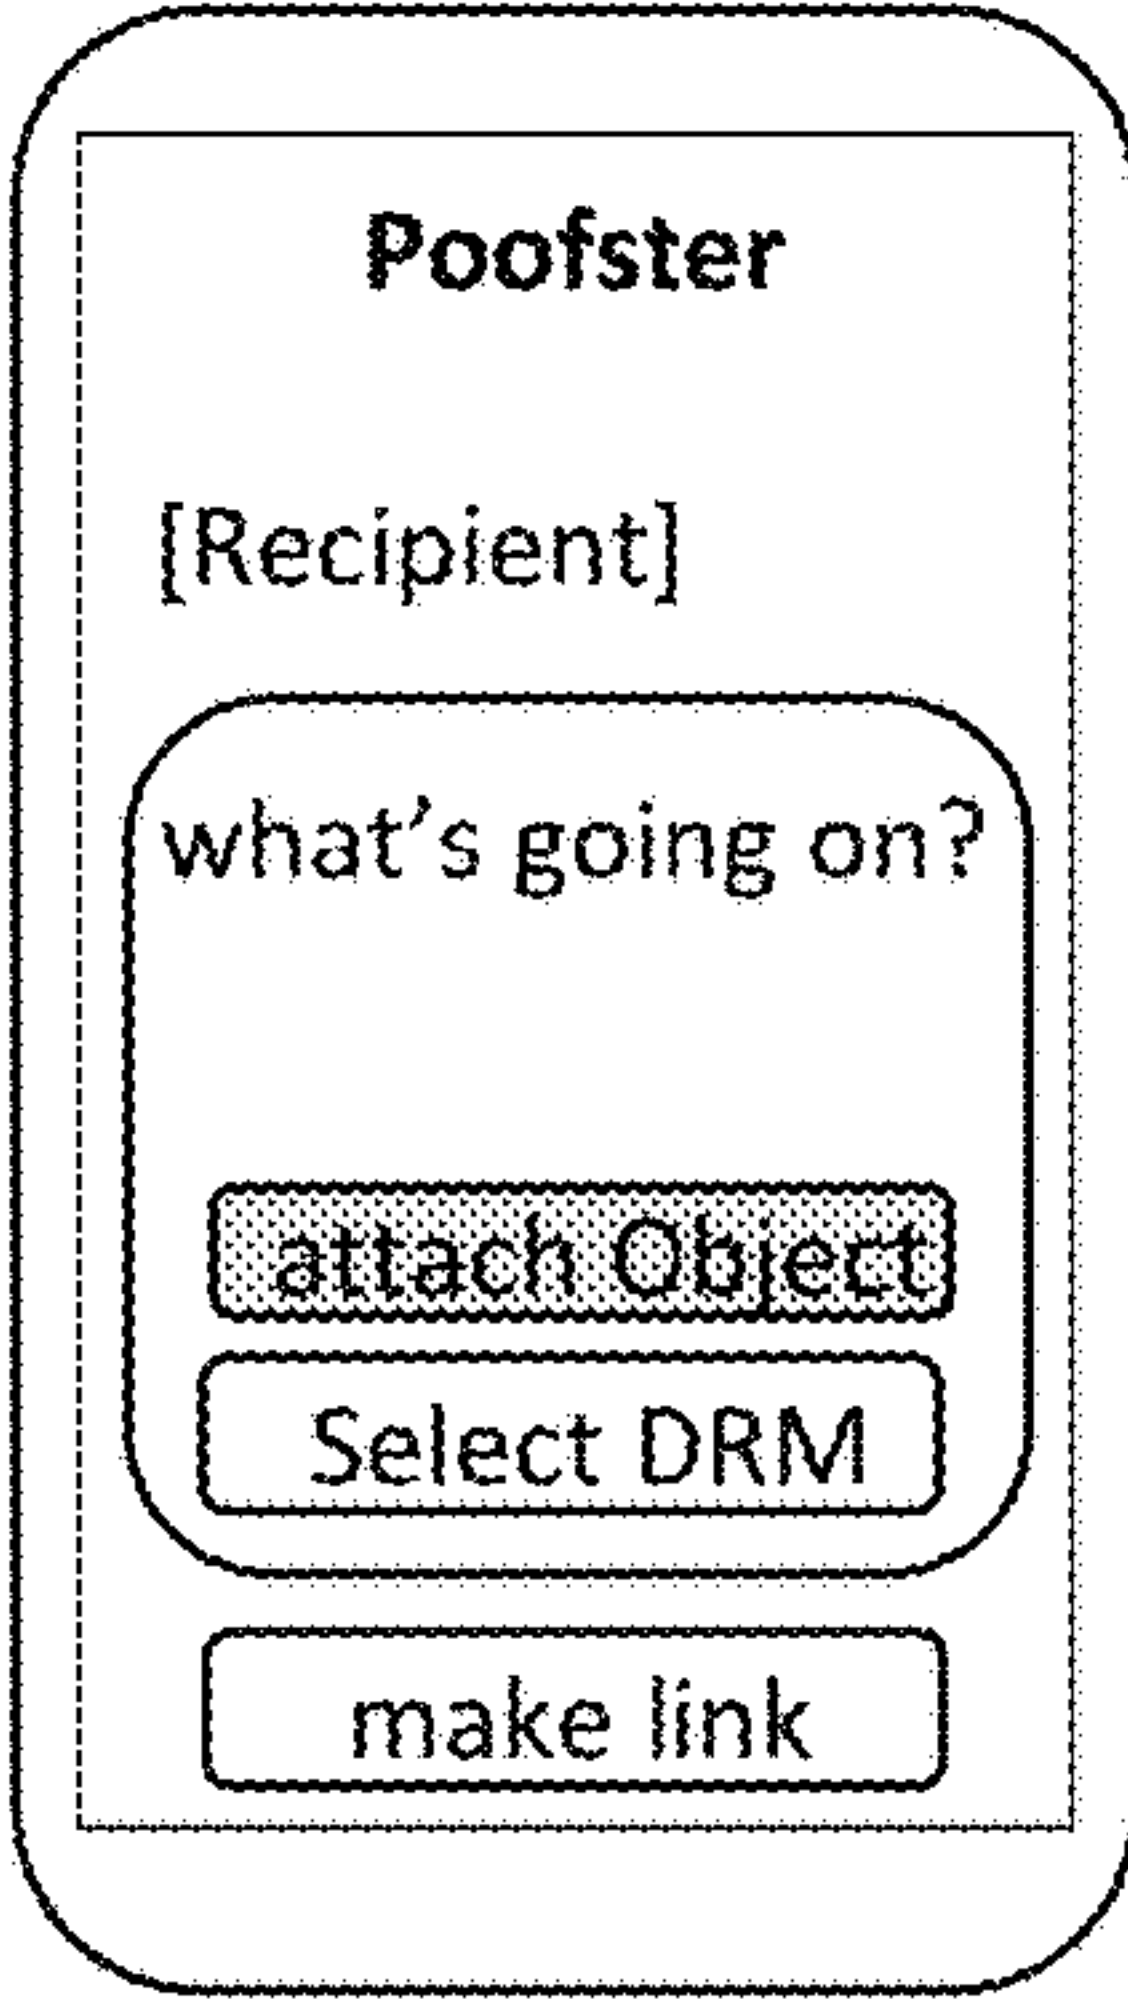 Poofster
[Recipient]
what's going on?
attach Object
Select DRM
make link